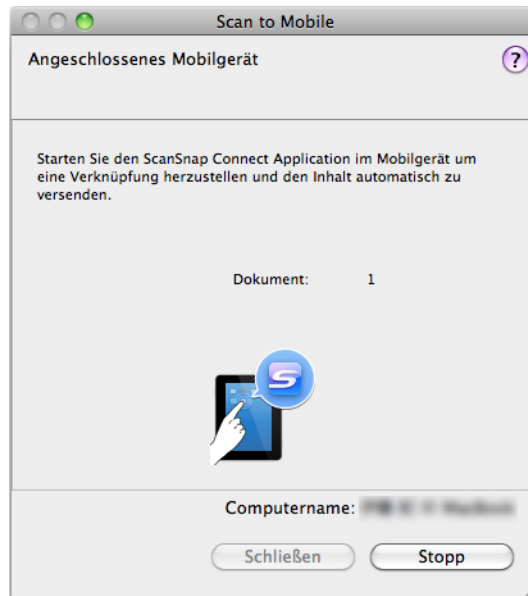 Scan to Mobile
Angeschlossenes Mobilgerät
?
Starten Sie den ScanSnap Connect Application im Mobilgerät um
eine Verknüpfung herzustellen und den Inhalt automatisch zu
versenden.
Dokument: 1
S
Computername:
Schließen Stopp